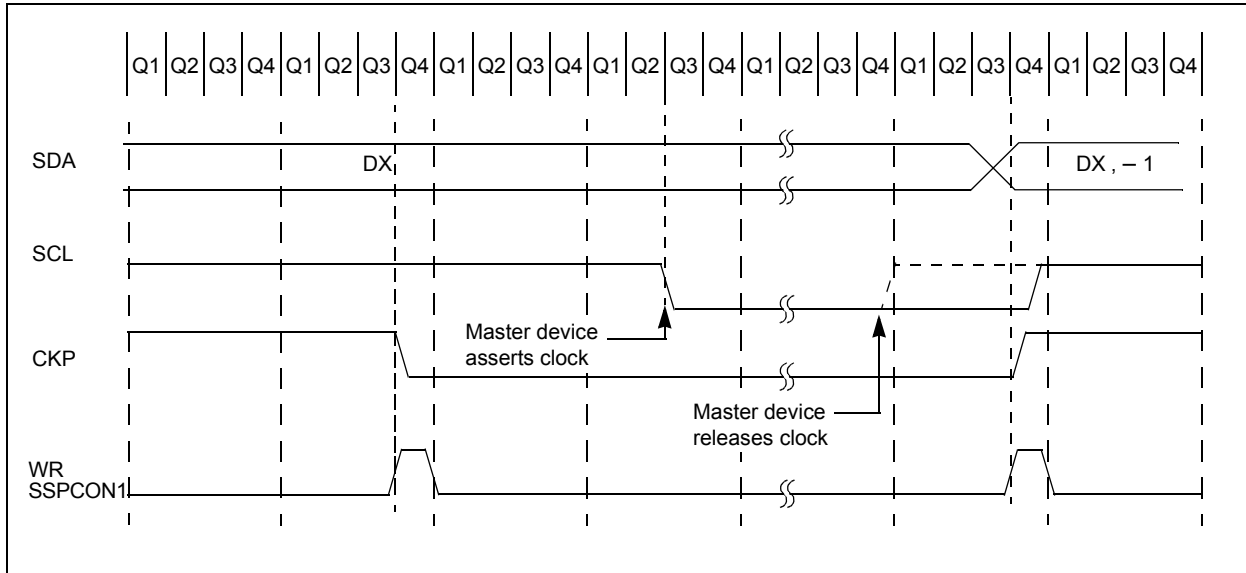 Q1 Q2 Q3 Q4 Q1 Q2 Q3 Q4 Q1 Q2 Q3 Q4 Q1 Q2 Q3 Q4 Q1 Q2 Q3 Q4 Q1 Q2 Q3 Q4 Q1 Q2 Q3 Q4
SDA
DX
DX , – 1
SCL
Master device
asserts clock
CKP
Master device
releases clock
WR
SSPCON1